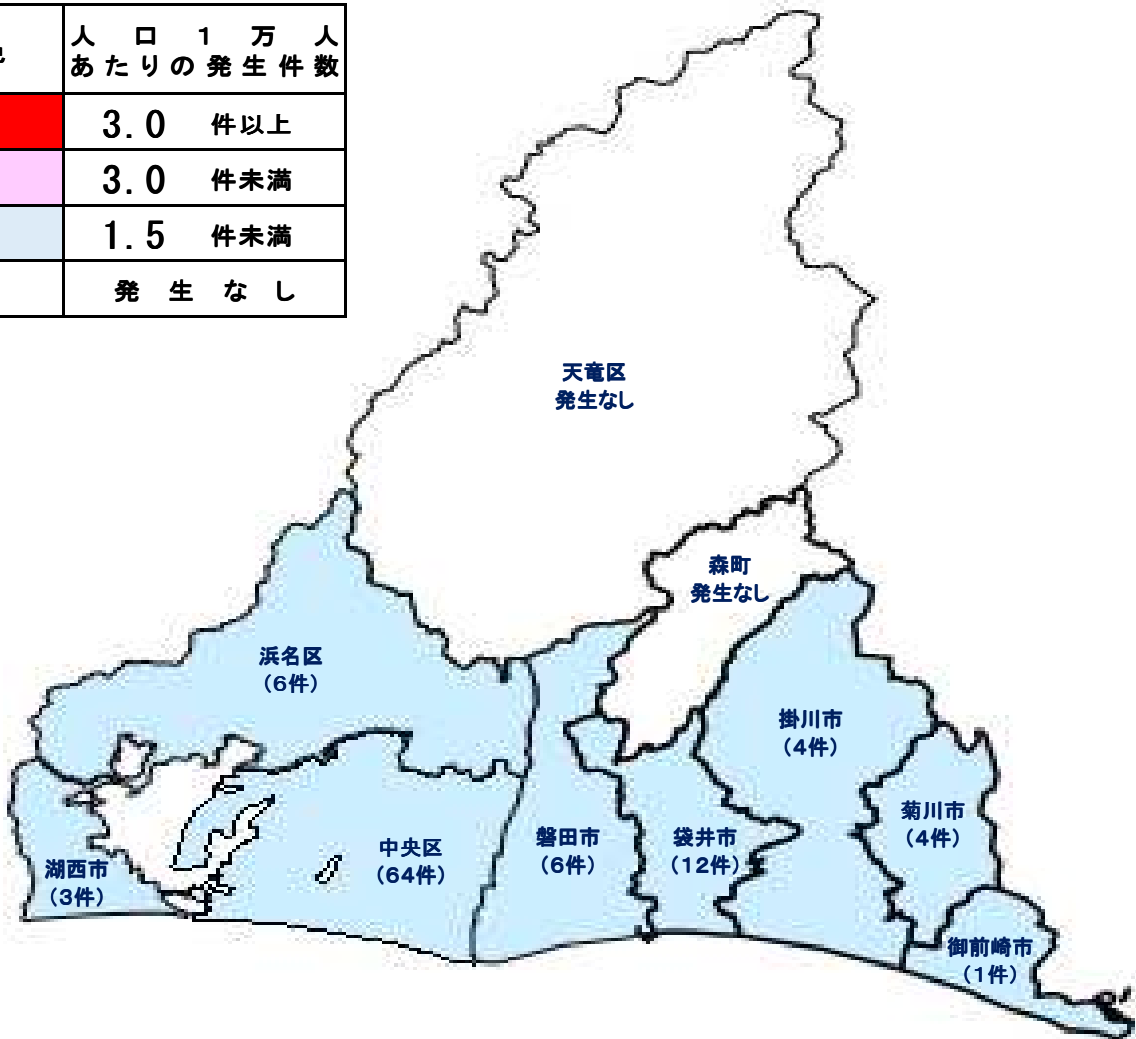 人口1万人
あたりの発生件数
3.0 件以上
3.0 件未満
1.5 件未満
発生なし
天竜区
発生なし
森町
発生なし
浜名区
(6件)
掛川市
(4件)
菊川市
(4件)
磐田市
(6件)
袋井市
(12件)
中央区
(64件)
湖西市
(3件)
御前崎市
(1件)